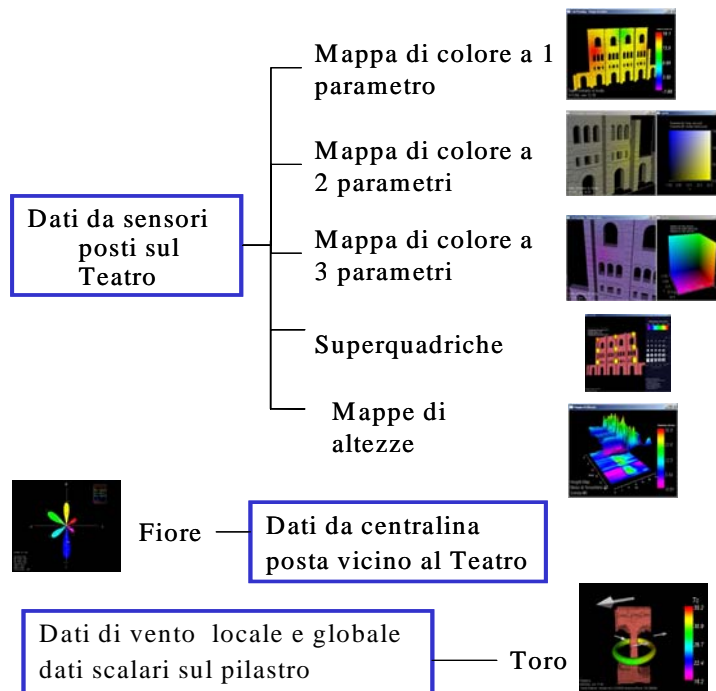 Mappa di colore a 1
parametro
Mappa di colore a
2 parametri
Dati da sensori
posti sul
Teatro
Mappa di colore a
3 parametri
Superquadriche
Mappe di
altezze
Fiore
Dati da centralina
posta vicino al Teatro
Dati di vento locale e globale
dati scalari sul pilastro
Toro